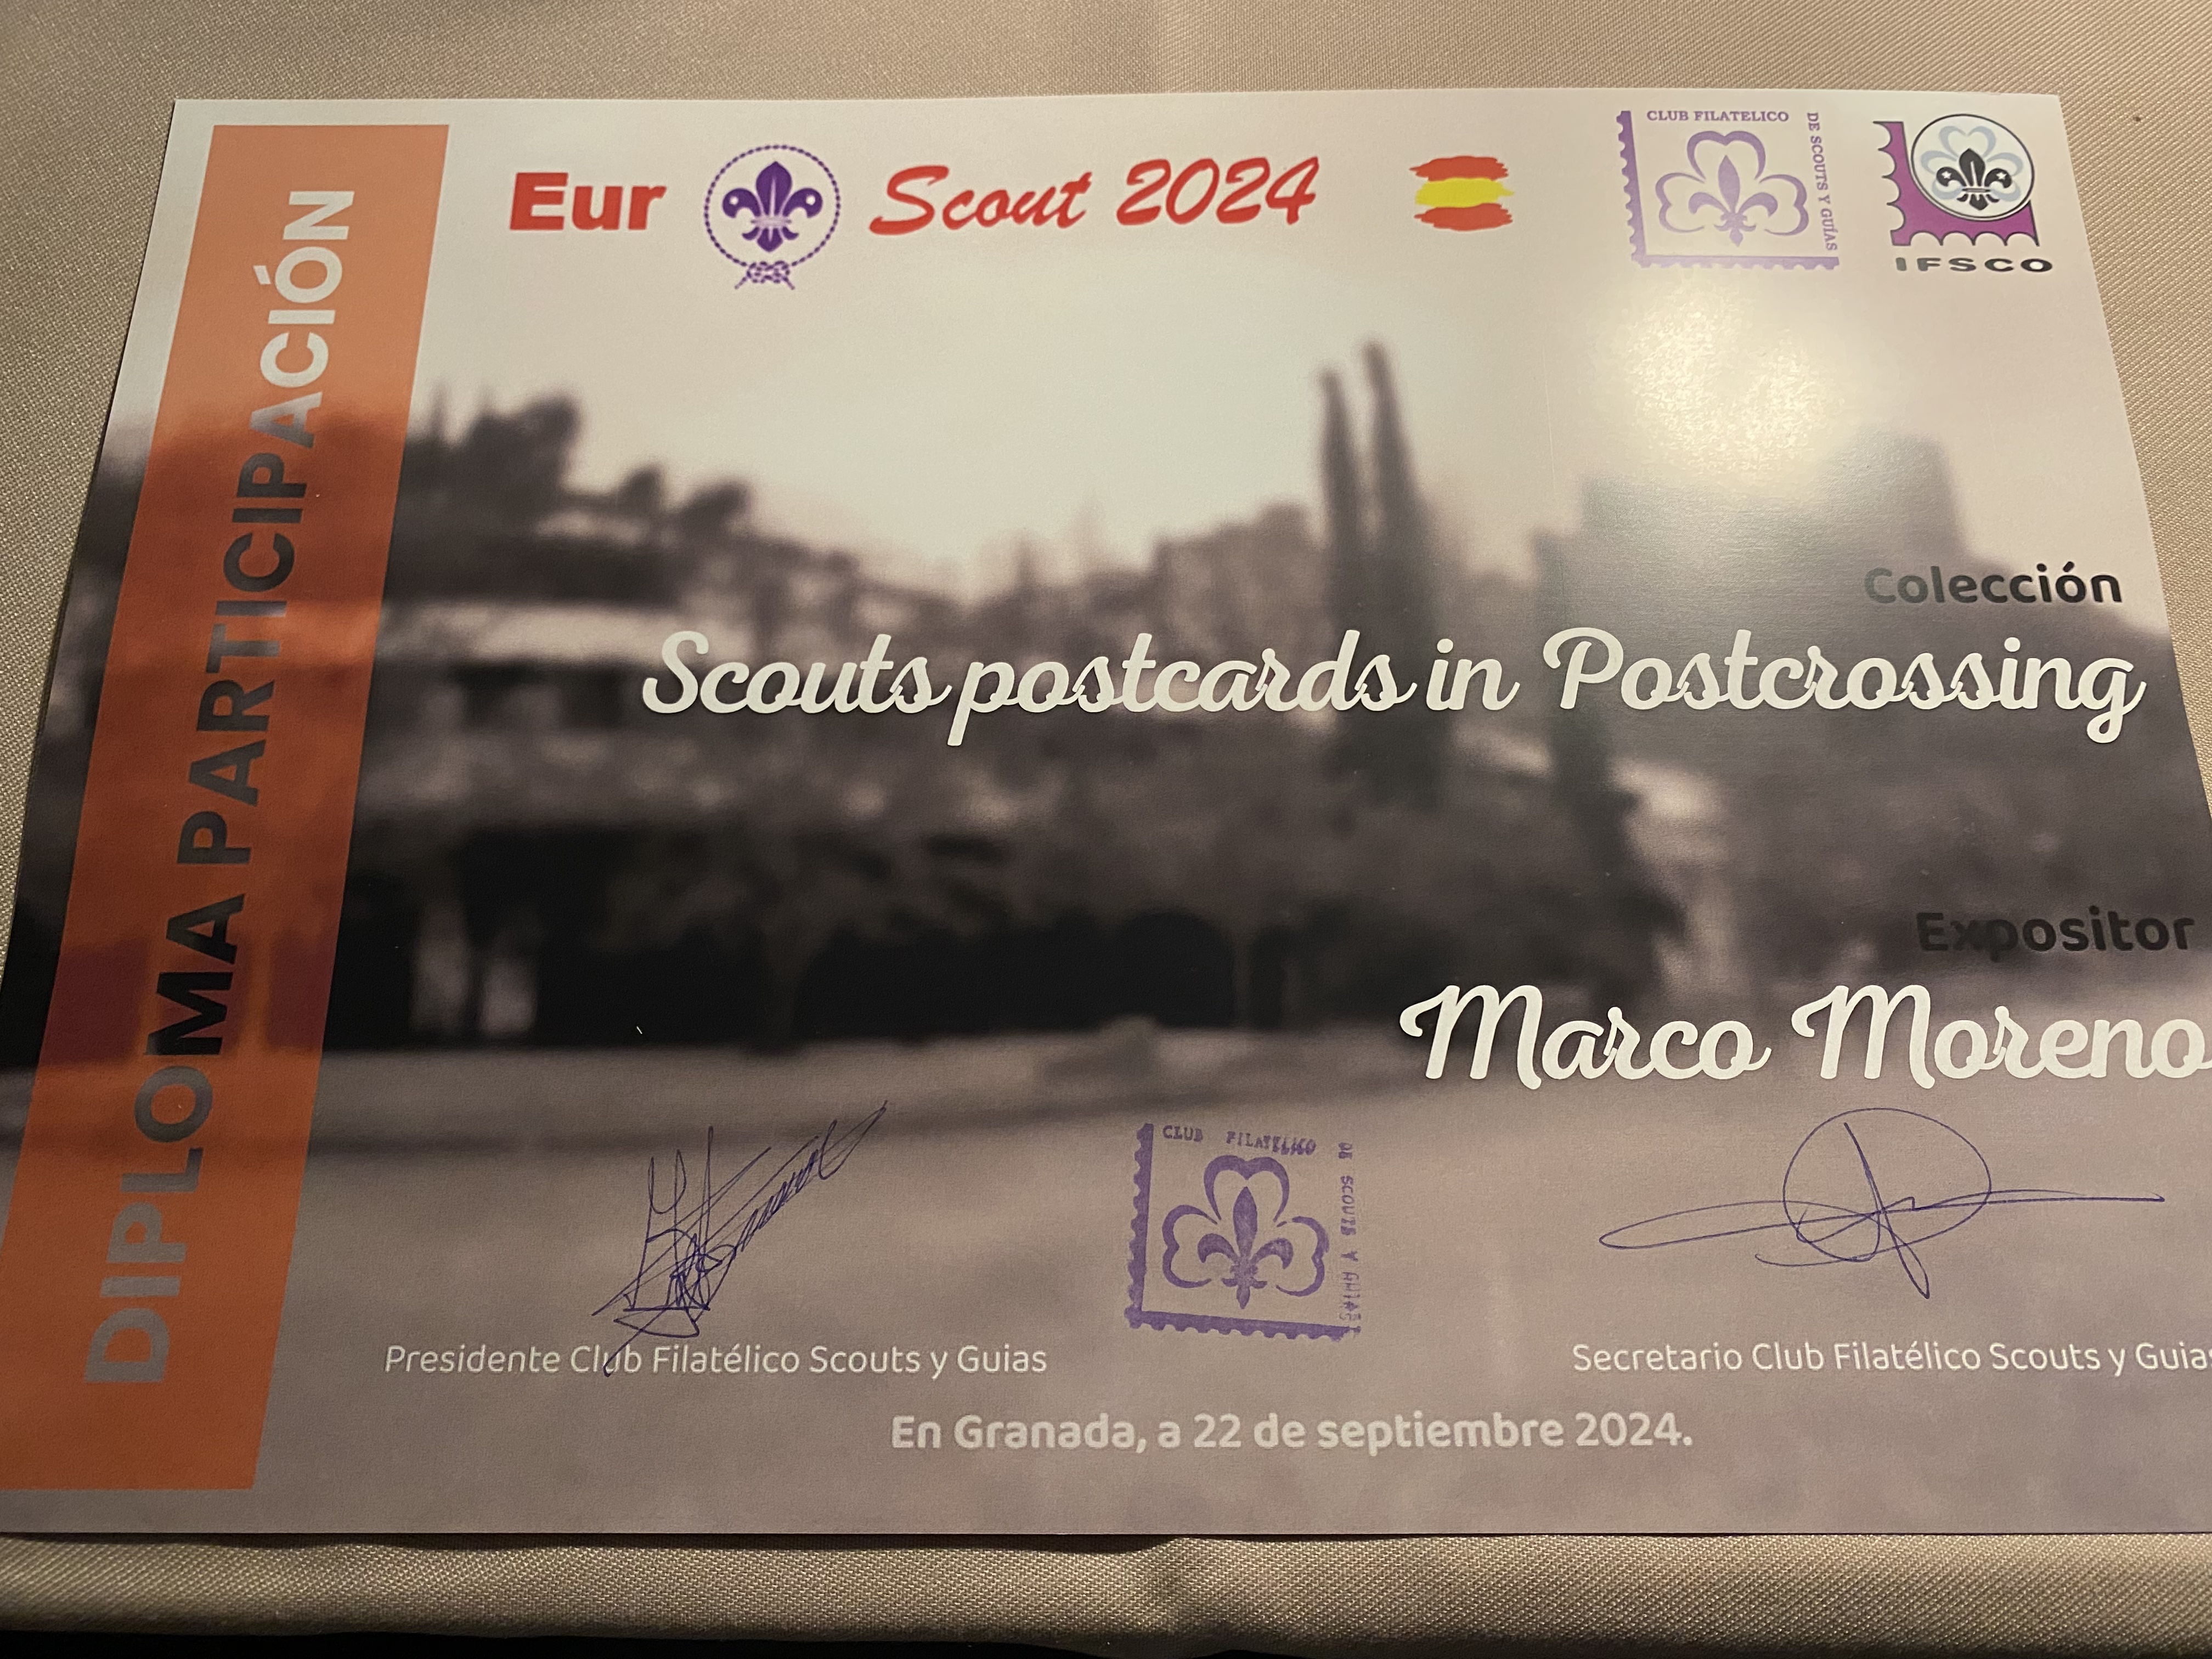 DIPLOMA PARTICIPACIÓN
Eur Scout 2024
CLUB FILATELICO
DE SCOUTS Y GUÍAS
IFSCO
Colección
Scouts postcards in Postcrossing
Expositor
Marco Moreno
CLUB FILATELICO
DE SCOUTS Y GUIAS
Presidente Club Filatélico Scouts y Guias
Secretario Club Filatélico Scouts y Guias
En Granada, a 22 de septiembre 2024.